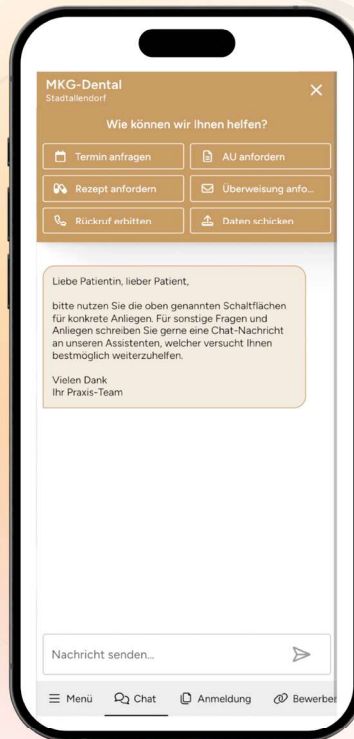 MKG-Dental
Stadtallendorf
Wie können wir Ihnen helfen?
Termin anfragen
AU anfordern
Rezept anfordern
Überweisung anfo...
Rückruf erbitten
Daten schicken
Liebe Patientin, lieber Patient,
bitte nutzen Sie die oben genannten Schaltflächen
für konkrete Anliegen. Für sonstige Fragen und
Anliegen schreiben Sie gerne eine Chat-Nachricht
an unseren Assistenten, welcher versucht Ihnen
bestmöglich weiterzuhelfen.
Vielen Dank
Ihr Praxis-Team
Nachricht senden...
Menü
Chat
Anmeldung
Bewerber